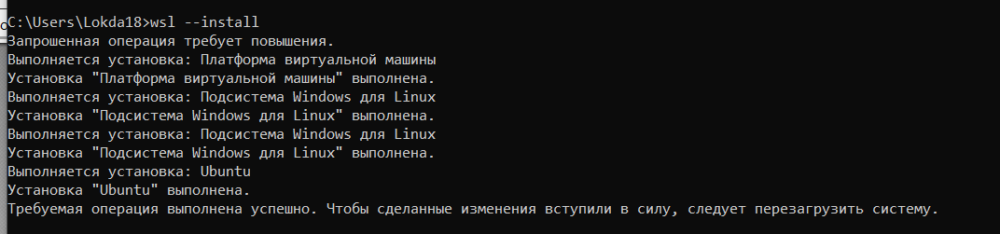 C:\Users\Lokda18>wsl --install
Запрошенная операция требует повышения.
Выполняется установка: Платформа виртуальной машины
Установка "Платформа виртуальной машины" выполнена.
Выполняется установка: Подсистема Windows для Linux
Установка "Подсистема Windows для Linux" выполнена.
Выполняется установка: Подсистема Windows для Linux
Установка "Подсистема Windows для Linux" выполнена.
Выполняется установка: Ubuntu
Установка "Ubuntu" выполнена.
Требуемая операция выполнена успешно. Чтобы сделанные изменения вступили в силу, следует перезагрузить систему.